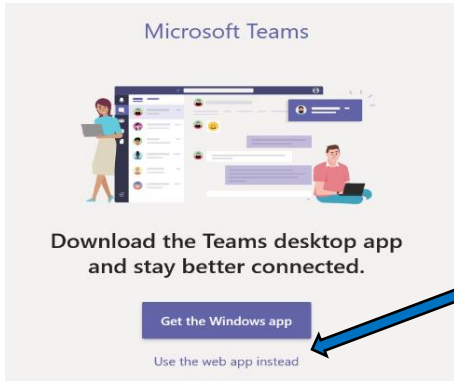 Microsoft Teams
Download the Teams desktop app
and stay better connected.
Get the Windows app
Use the web app instead